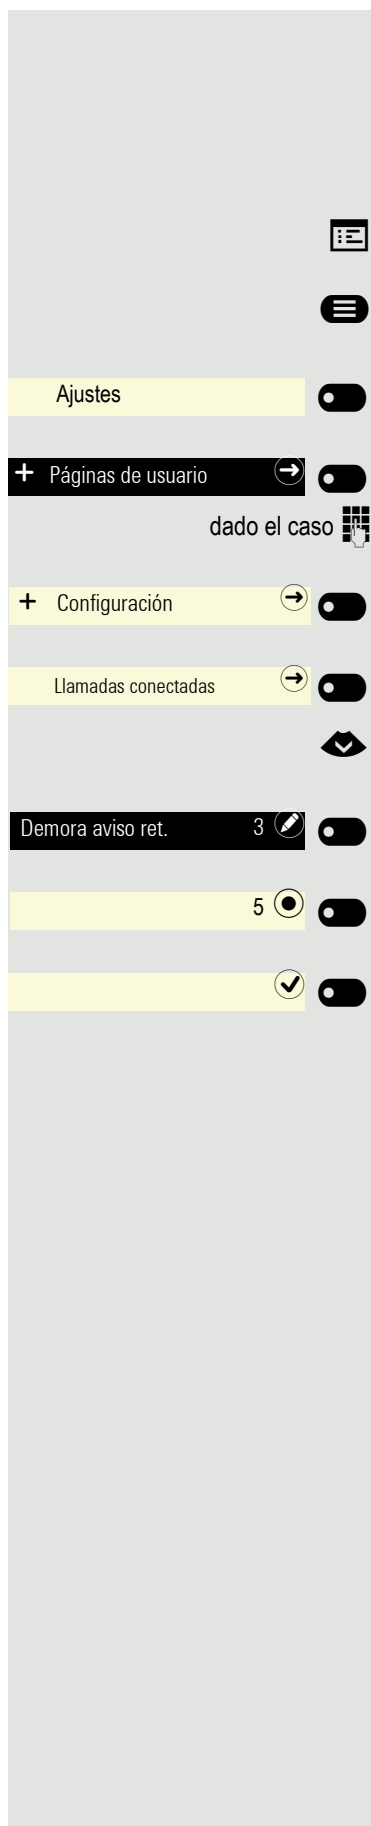 Ajustes
+ Páginas de usuario
dado el caso
+ Configuración
Llamadas conectadas
Demora aviso ret. 3
5